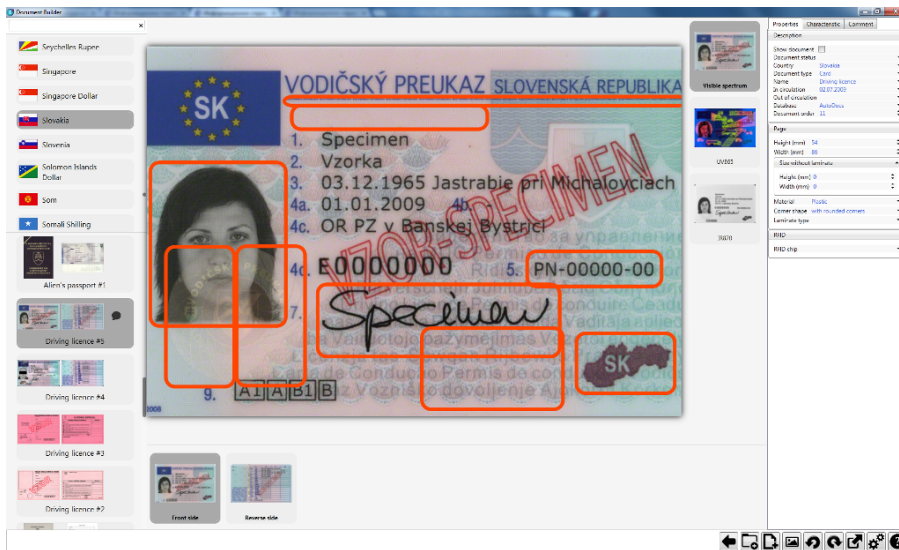 Document Builder
Seychelles Rupee
Singapore
Singapore Dollar
Slovakia
Slovenia
Solomon Islands
Dollar
Som
Somali Shilling
Alien's passport #1
Driving licence #5
Driving licence #4
Driving licence #3
Driving licence #2
VODIČSKÝ PREUKAZ SLOVENSKÁ REPUBLIKA
SK
1. Specimen
2. Vzorka
3. 03.12.1965 Jastrabie pri Michalovciach
4a. 01.01.2009 4b.
4c. OR PZ v Banskej Bystrici
4d. E0000000 5. PN-00000-00
VZOR-SPECIMEN
7. Specimen
SK
9. A1 A B1 B
2008
Front side
Reverse side
Visible spectrum
UV365
IR870
Properties Characteristic Comment
Description
Show document
Document status
Country Slovakia
Document type Card
Name Driving licence
In circulation 02.07.2009
Out of circulation
Database AutoDocs
Document order 11
Page
Height (mm) 54
Width (mm) 86
Size without laminate
Height (mm) 0
Width (mm) 0
Material Plastic
Corner shape with rounded corners
Laminate type
RFID
RFID chip